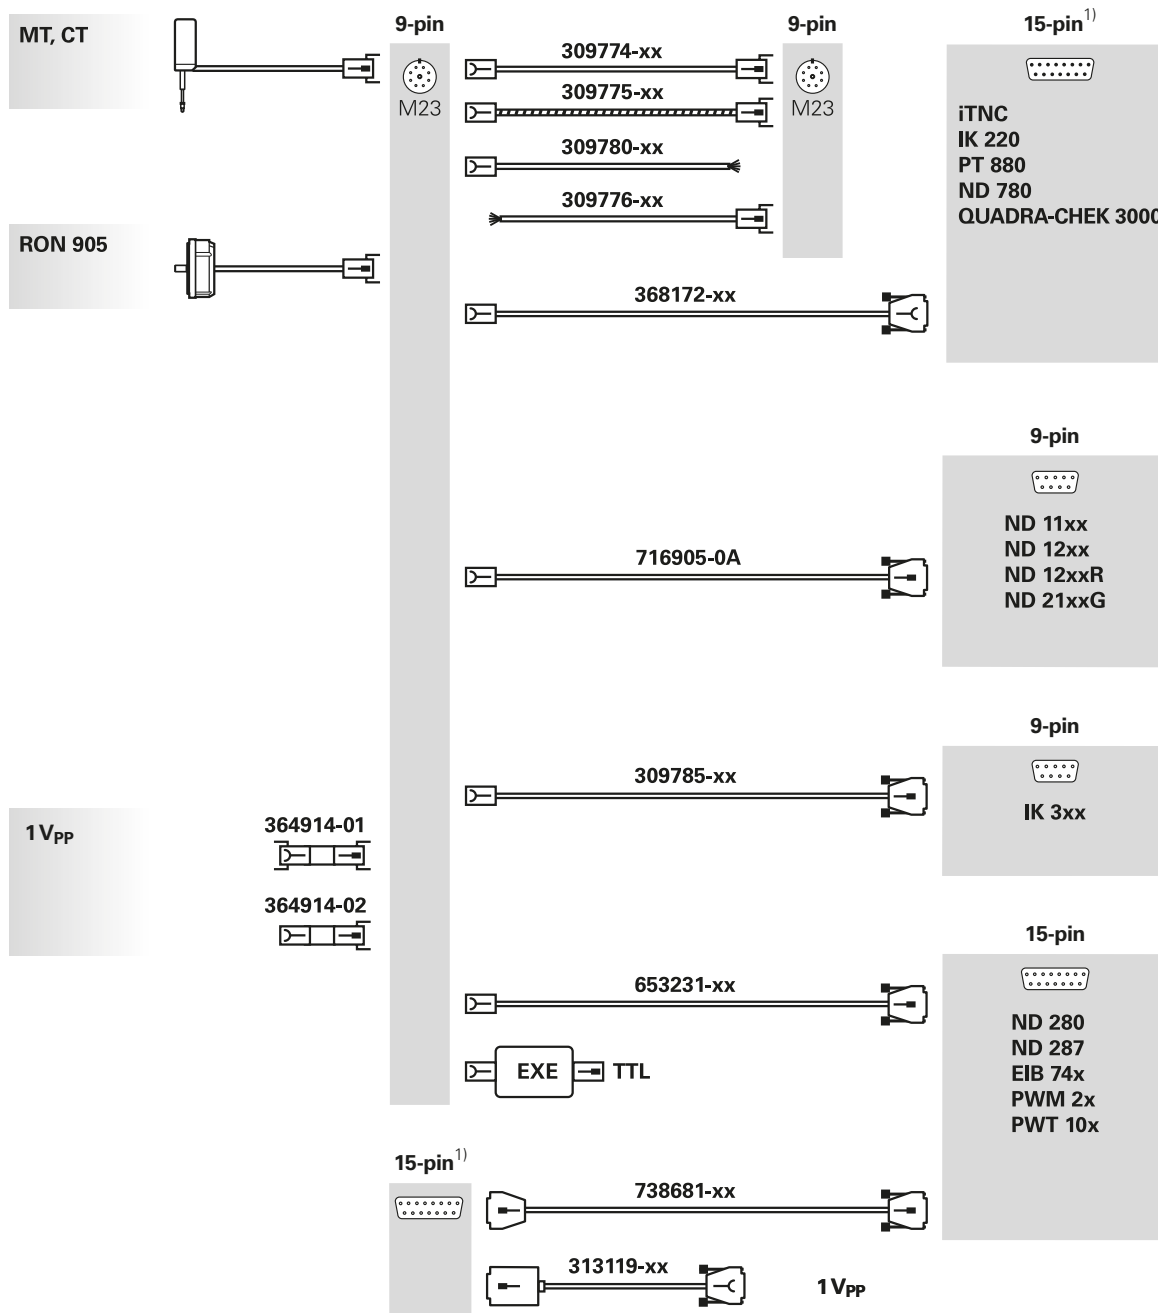 MT, CT
9-pin
M23
309774-xx
309775-xx
309780-xx
309776-xx
9-pin
M23
15-pin1)
iTNC
IK 220
PT 880
ND 780
QUADRA-CHEK 3000
RON 905
368172-xx
9-pin
716905-0A
ND 11xx
ND 12xx
ND 12xxR
ND 21xxG
9-pin
309785-xx
IK 3xx
1 VPP
364914-01
364914-02
15-pin
653231-xx
ND 280
ND 287
EIB 74x
PWM 2x
PWT 10x
EXE
TTL
15-pin1)
738681-xx
313119-xx
1 VPP